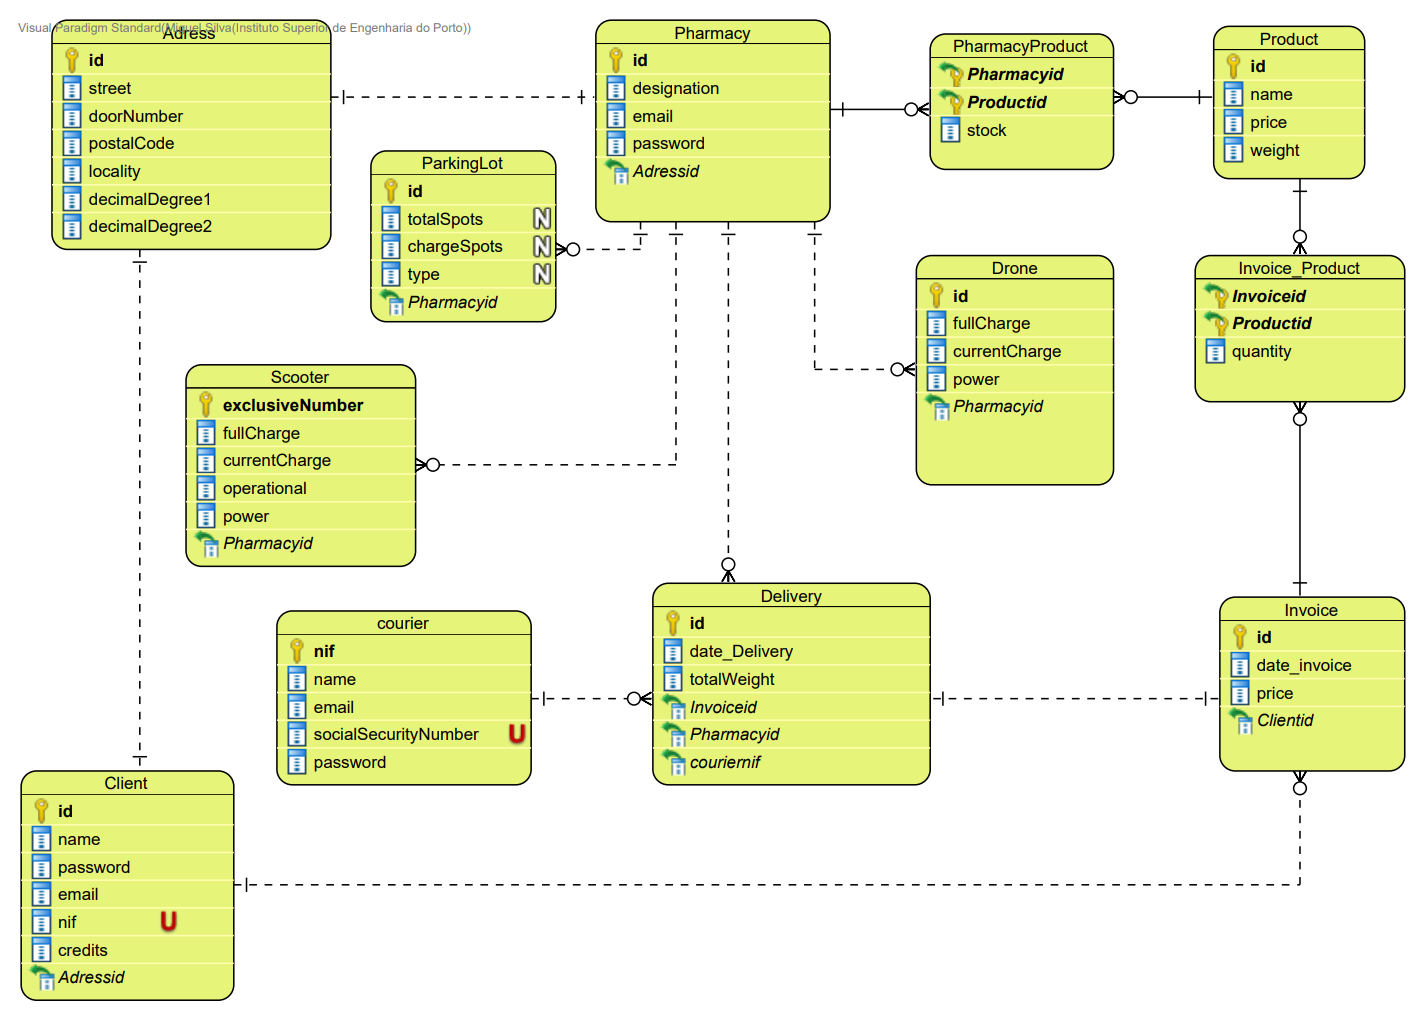 Visual Paradigm Standard(Miguel Silva(Instituto Superior de Engenharia do Porto))
Adress
id
street
doorNumber
postalCode
locality
decimalDegree1
decimalDegree2
Pharmacy
id
designation
email
password
Adressid
PharmacyProduct
Pharmacyid
Productid
stock
Product
id
name
price
weight
ParkingLot
id
totalSpots N
chargeSpots N
type N
Pharmacyid
Drone
id
fullCharge
currentCharge
power
Pharmacyid
Invoice_Product
Invoiceid
Productid
quantity
Scooter
exclusiveNumber
fullCharge
currentCharge
operational
power
Pharmacyid
courier
nif
name
email
socialSecurityNumber U
password
Delivery
id
date_Delivery
totalWeight
Invoiceid
Pharmacyid
couriernif
Invoice
id
date_invoice
price
Clientid
Client
id
name
password
email
nif U
credits
Adressid